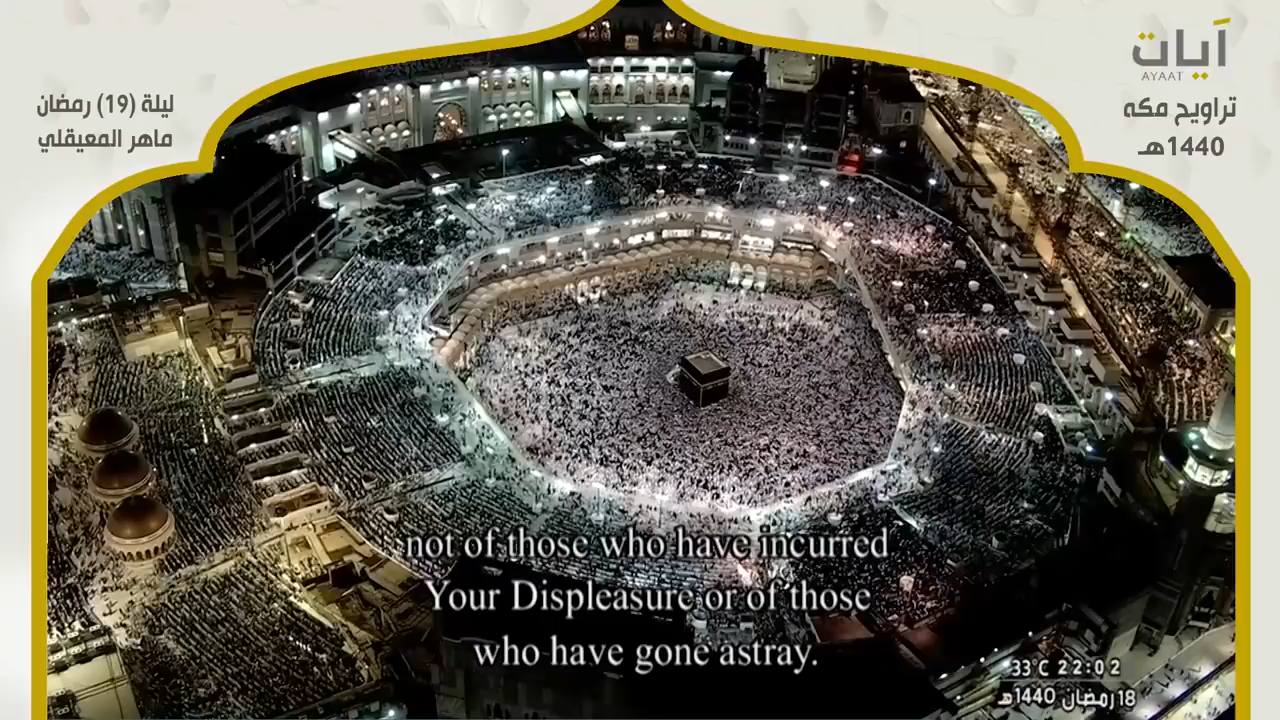 آيات
AYAAT
تراويح مكه
1440هـ
ليلة (19) رمضان
ماهر المعيقلي
not of those who have incurred
Your Displeasure or of those
who have gone astray.
33°C 22:02
18 رمضان 1440هـ